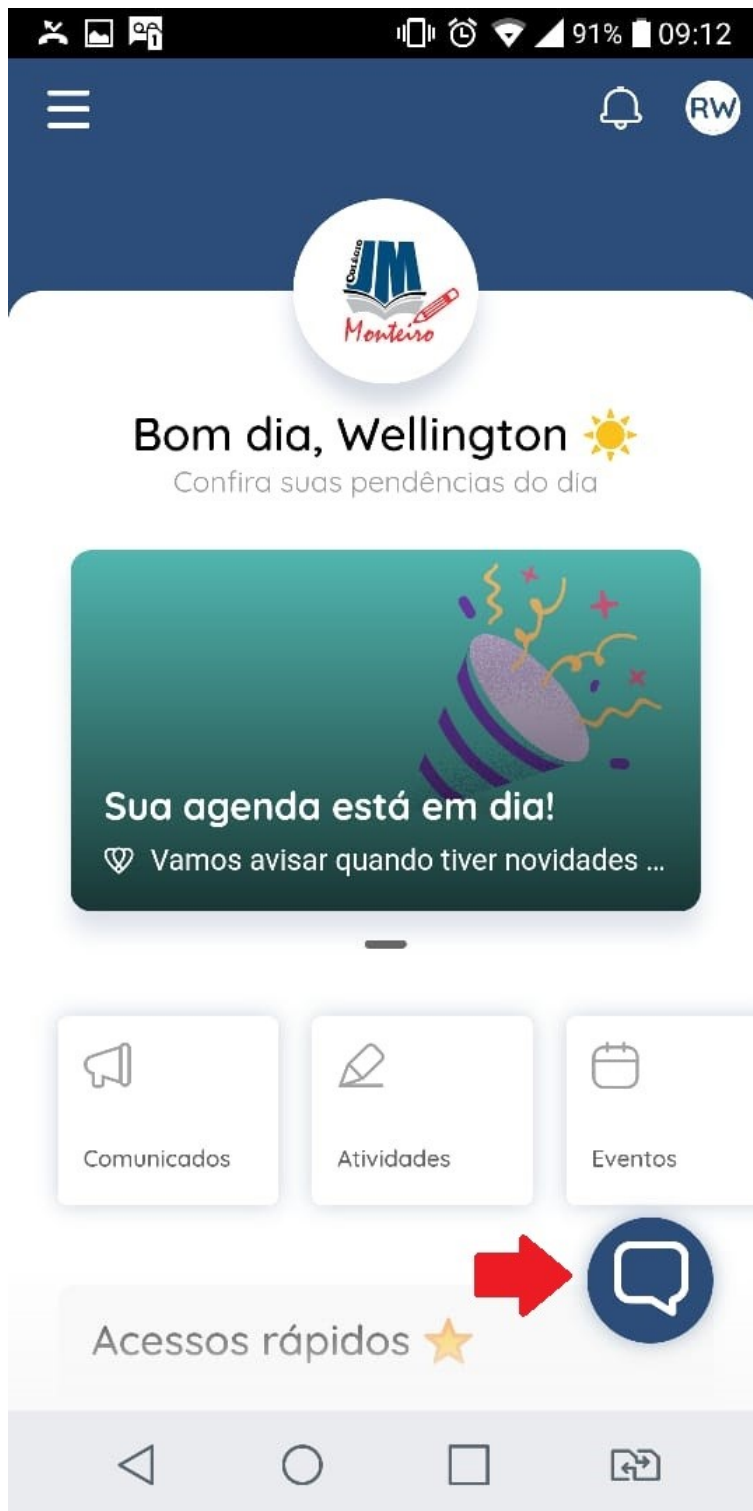 91% 09:12
RW
Colégio
JM
Monteiro
Bom dia, Wellington
Confira suas pendências do dia
Sua agenda está em dia!
Vamos avisar quando tiver novidades ...
Comunicados
Atividades
Eventos
Acessos rápidos